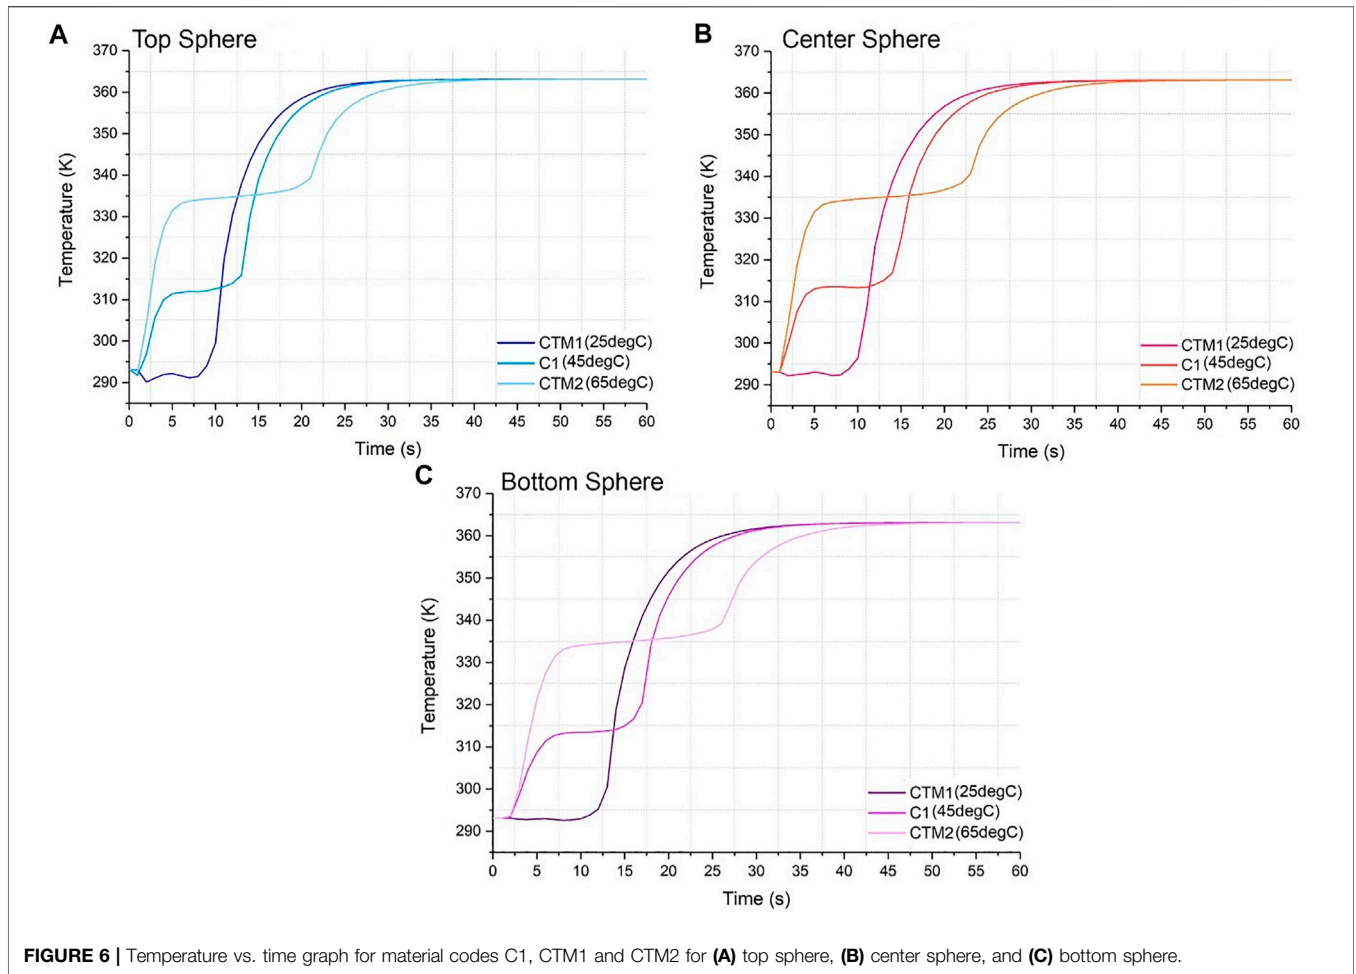 A
Top Sphere
370
360
350
340
330
320
310
300
290
Temperature (K)
CTM1(25degC)
C1(45degC)
CTM2(65degC)
0 5 10 15 20 25 30 35 40 45 50 55 60
Time (s)
B
Center Sphere
370
360
350
340
330
320
310
300
290
Temperature (K)
CTM1(25degC)
C1(45degC)
CTM2(65degC)
0 5 10 15 20 25 30 35 40 45 50 55 60
Time (s)
C
Bottom Sphere
370
360
350
340
330
320
310
300
290
Temperature (K)
CTM1(25degC)
C1(45degC)
CTM2(65degC)
0 5 10 15 20 25 30 35 40 45 50 55 60
Time (s)
FIGURE 6 | Temperature vs. time graph for material codes C1, CTM1 and CTM2 for (A) top sphere, (B) center sphere, and (C) bottom sphere.